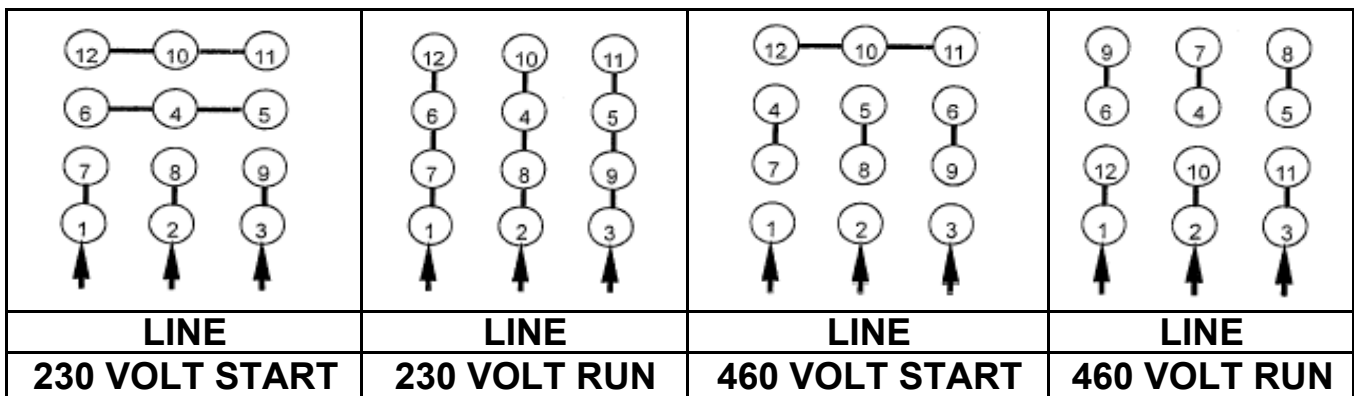 12 10 11
6 4 5
7 8 9
1 2 3
LINE
230 VOLT START
12 10 11
6 4 5
7 8 9
1 2 3
LINE
230 VOLT RUN
12 10 11
4 5 6
7 8 9
1 2 3
LINE
460 VOLT START
9 7 8
6 4 5
12 10 11
1 2 3
LINE
460 VOLT RUN